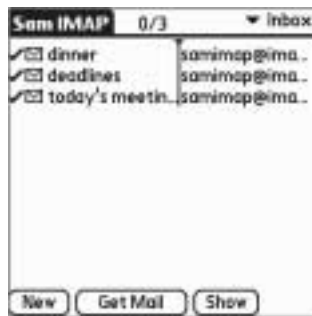 Sam IMAP 0/3 Inbox
dinner samimap@ima...
deadlines samimap@ima...
today's meetin... samimap@ima...
New Get Mail Show